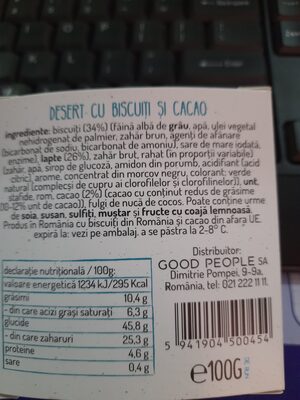 DESERT CU BISCUIȚI ȘI CACAO
ingrediente: biscuiți (34%) (făină albă de grâu, apă, ulei vegetal
nehidrogenat de palmier, zahăr brun, agenți de afânare
(bicarbonat de sodiu, bicarbonat de amoniu), sare de mare iodată,
enzime), lapte (26%), zahăr brut, rahat (în proporții variabile)
(zahăr, apă, sirop de glucoză, amidon de porumb, acidifiant (acid
citric), arome, concentrat din morcov negru, colorant: verde
natural (complecși de cupru ai clorofilelor și clorofilinelor)), unt,
stafide, rom, cacao (2%) (cacao cu conținut redus de grăsime
(10-12% unt de cacao)), fulgi de nucă de cocos. Poate conține urme
de soia, susan, sulfiți, muștar și fructe cu coajă lemnoasă.
Produs în România cu biscuiți din România și cacao din afara UE.
expiră la: vezi pe ambalaj. a se păstra la 2-8° C.
declarație nutrițională / 100g:
valoare energetică 1234 kJ/295 Kcal
grăsimi 10,4 g
- din care acizi grași saturați 6,3 g
glucide 45,8 g
- din care zaharuri 25,3 g
proteine 4,6 g
sare 0,4 g
Distribuitor:
GOOD PEOPLE SA
Dimitrie Pompei, 9-9a,
România, tel: 021 222 11 11.
5 941904 500454
e100G